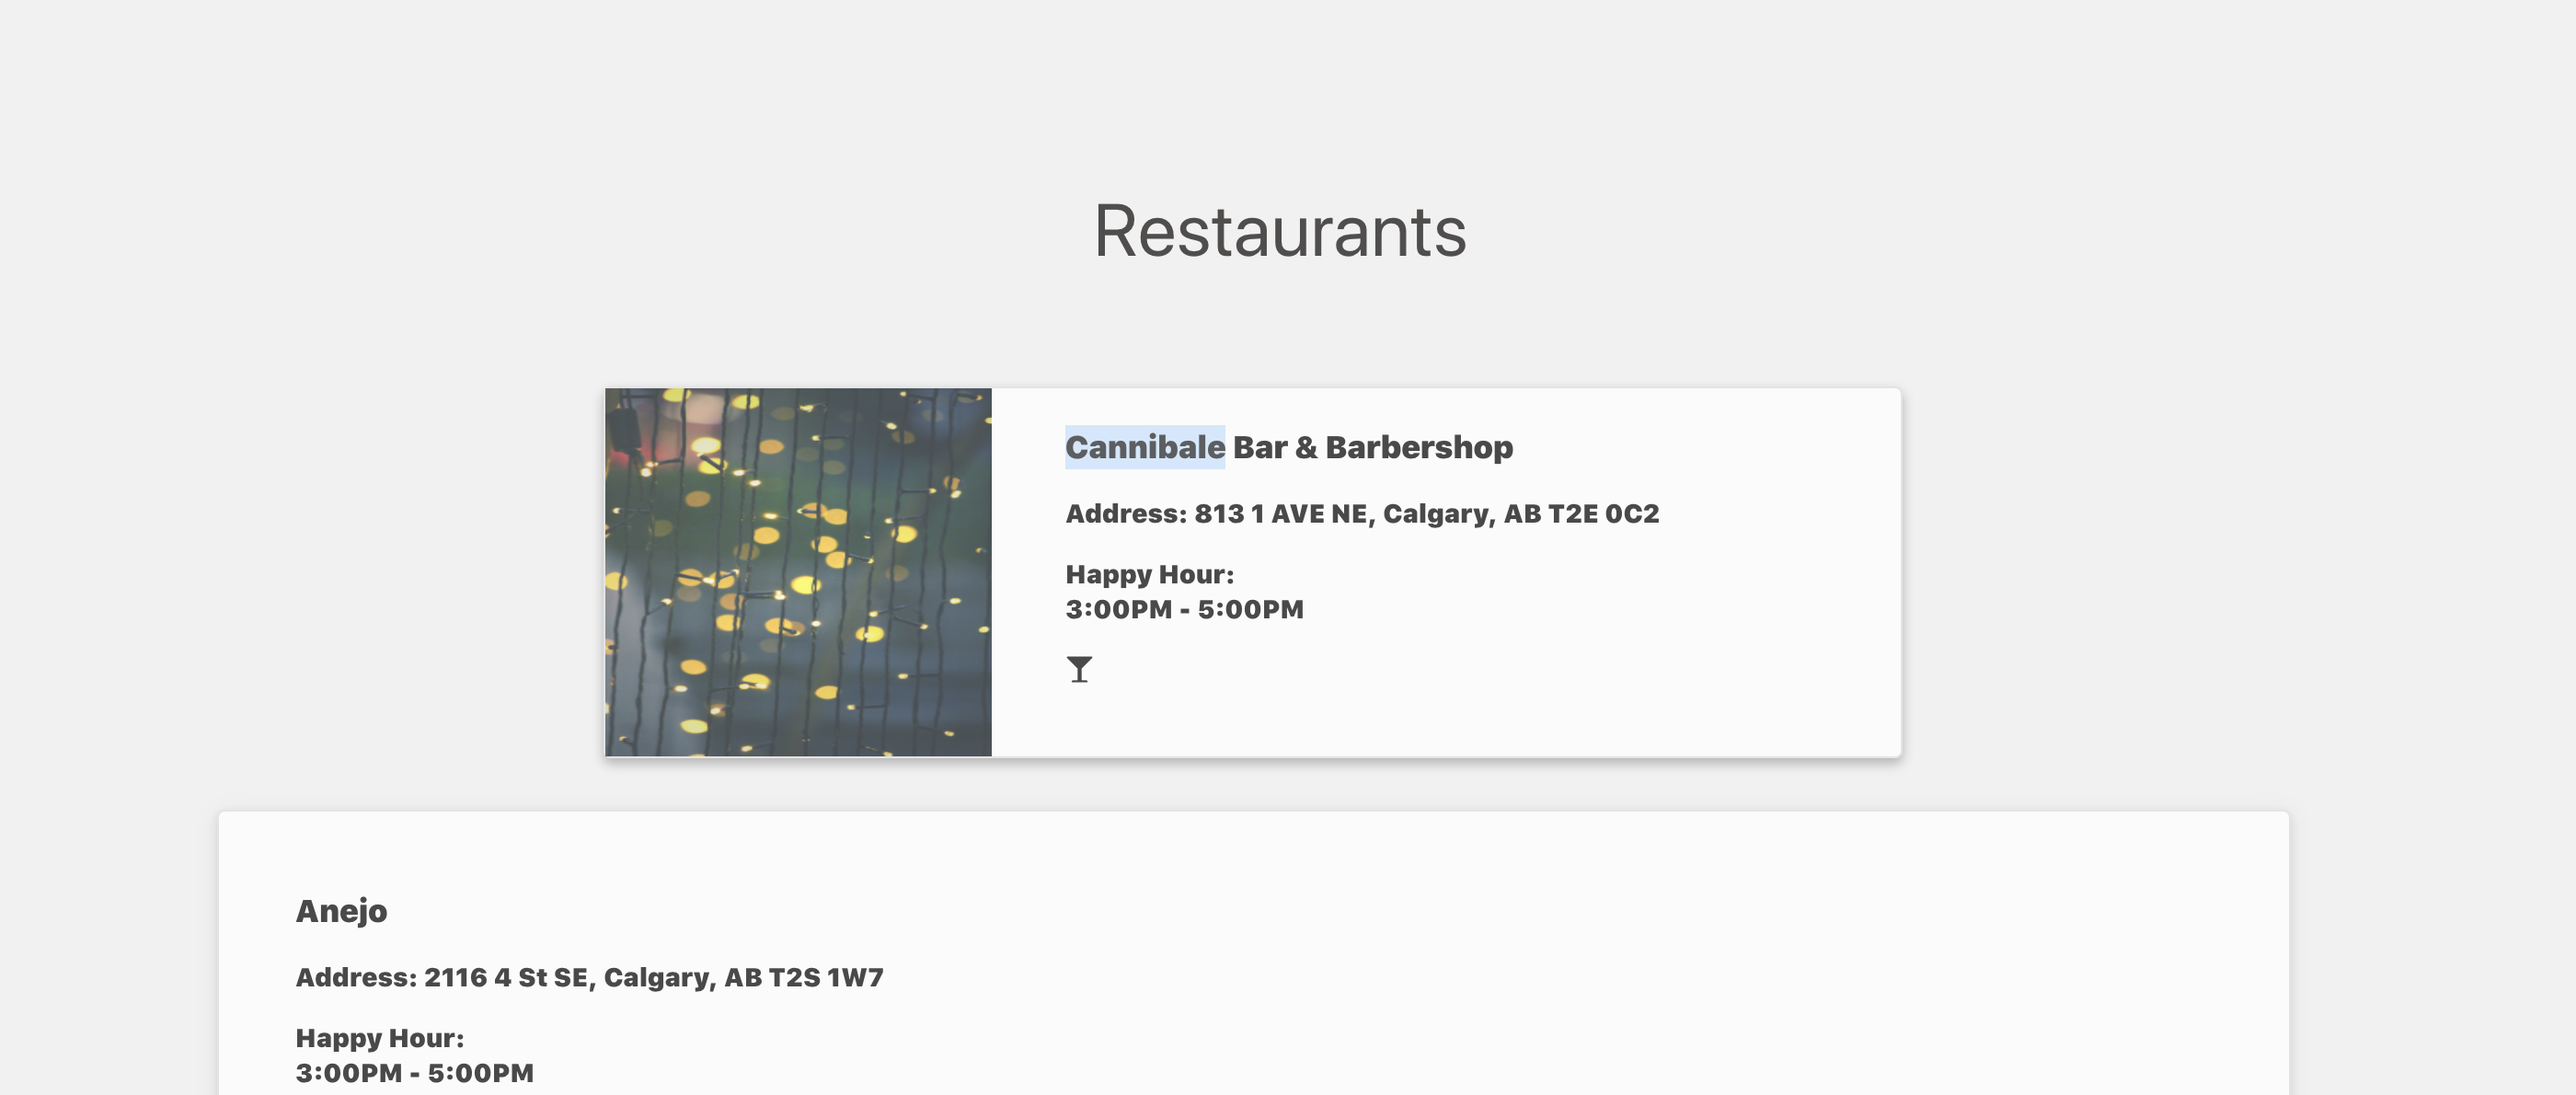 Restaurants
Cannibale Bar & Barbershop
Address: 813 1 AVE NE, Calgary, AB T2E 0C2
Happy Hour:
3:00PM - 5:00PM
Anejo
Address: 2116 4 St SE, Calgary, AB T2S 1W7
Happy Hour:
3:00PM - 5:00PM